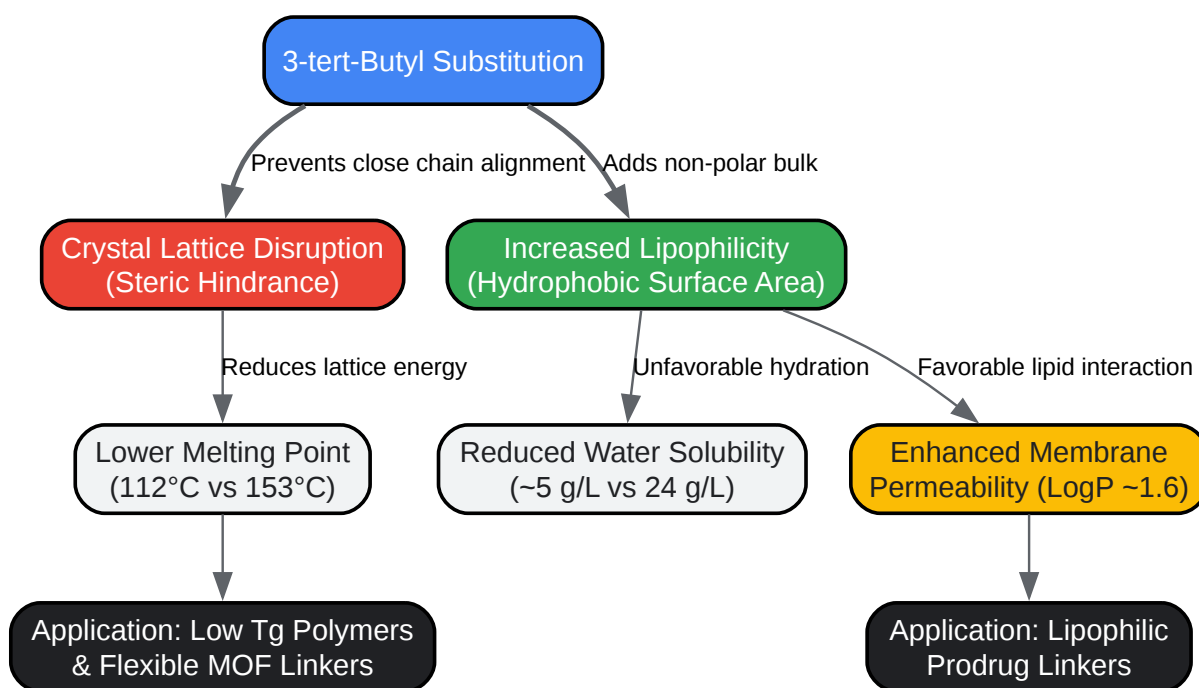 3-tert-Butyl Substitution
Prevents close chain alignment
Adds non-polar bulk
Crystal Lattice Disruption
(Steric Hindrance)
Increased Lipophilicity
(Hydrophobic Surface Area)
Reduces lattice energy
Unfavorable hydration
Favorable lipid interaction
Lower Melting Point
(112°C vs 153°C)
Reduced Water Solubility
(~5 g/L vs 24 g/L)
Enhanced Membrane
Permeability (LogP ~1.6)
Application: Low Tg Polymers
& Flexible MOF Linkers
Application: Lipophilic
Prodrug Linkers